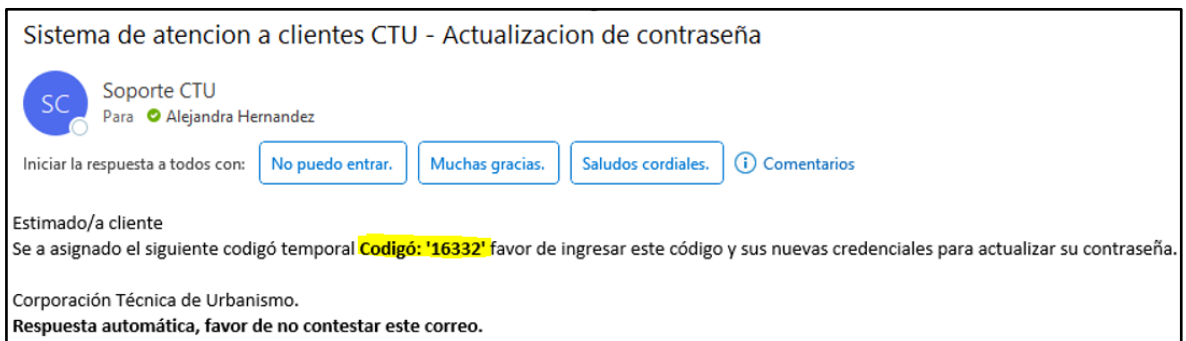 Sistema de atencion a clientes CTU - Actualizacion de contraseña
SC
Soporte CTU
Para Alejandra Hernandez
Iniciar la respuesta a todos con: No puedo entrar. Muchas gracias. Saludos cordiales. Comentarios
Estimado/a cliente
Se a asignado el siguiente codigó temporal Codigó: '16332' favor de ingresar este código y sus nuevas credenciales para actualizar su contraseña.
Corporación Técnica de Urbanismo.
Respuesta automática, favor de no contestar este correo.